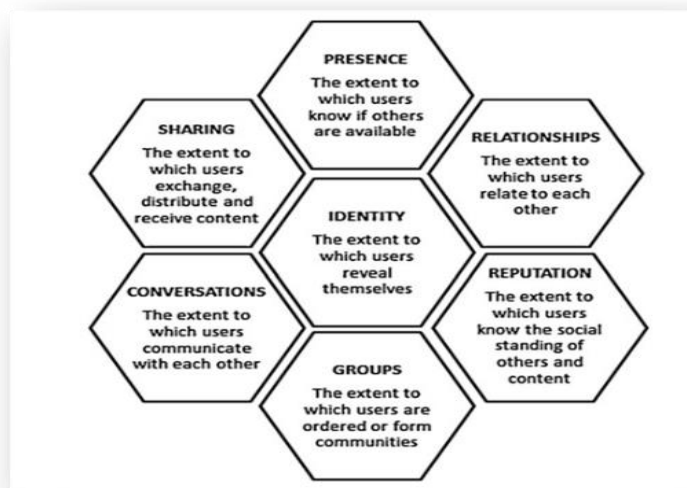 PRESENCE
The extent to
which users
know if others
are available
SHARING
The extent to
which users
exchange,
distribute and
receive content
RELATIONSHIPS
The extent to
which users
relate to each
other
IDENTITY
The extent to
which users
reveal
themselves
CONVERSATIONS
The extent to
which users
communicate
with each other
REPUTATION
The extent to
which users
know the social
standing of
others and
content
GROUPS
The extent to
which users are
ordered or form
communities